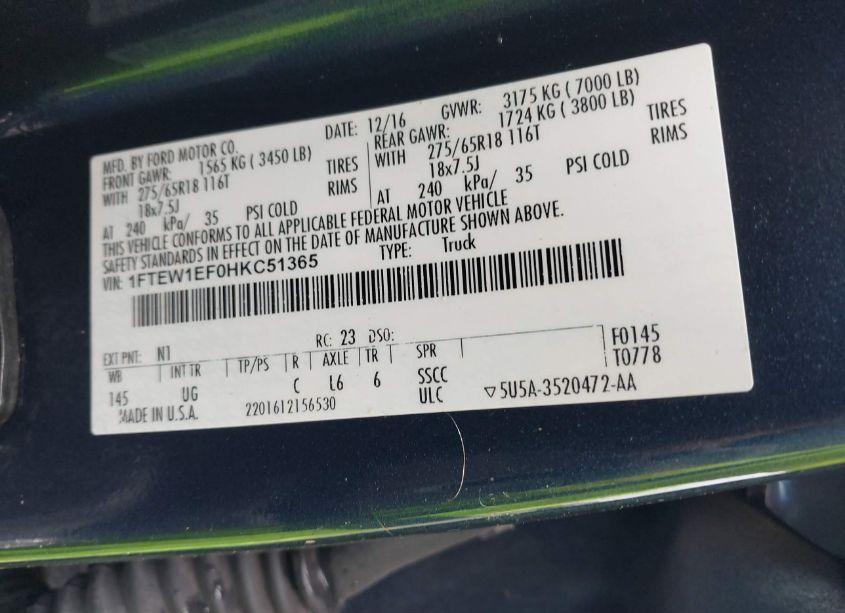 MFD. BY FORD MOTOR CO. DATE: 12/16 GVWR: 3175 KG ( 7000 LB)
FRONT GAWR: 1565 KG ( 3450 LB) REAR GAWR: 1724 KG ( 3800 LB)
WITH 275/65R18 116T TIRES WITH 275/65R18 116T TIRES
18x7.5J RIMS 18x7.5J RIMS
AT 240 kPa/ 35 PSI COLD AT 240 kPa/ 35 PSI COLD
THIS VEHICLE CONFORMS TO ALL APPLICABLE FEDERAL MOTOR VEHICLE
SAFETY STANDARDS IN EFFECT ON THE DATE OF MANUFACTURE SHOWN ABOVE.
VIN: 1FTEW1EF0HKC51365 TYPE: Truck
EXT PNT: N1 RC: 23 DSO: F0145
WB INT TR TP/PS R AXLE TR SPR T0778
145 UG C L6 6 SSCC
MADE IN U.S.A. 2201612156530 ULC ▽5U5A-3520472-AA